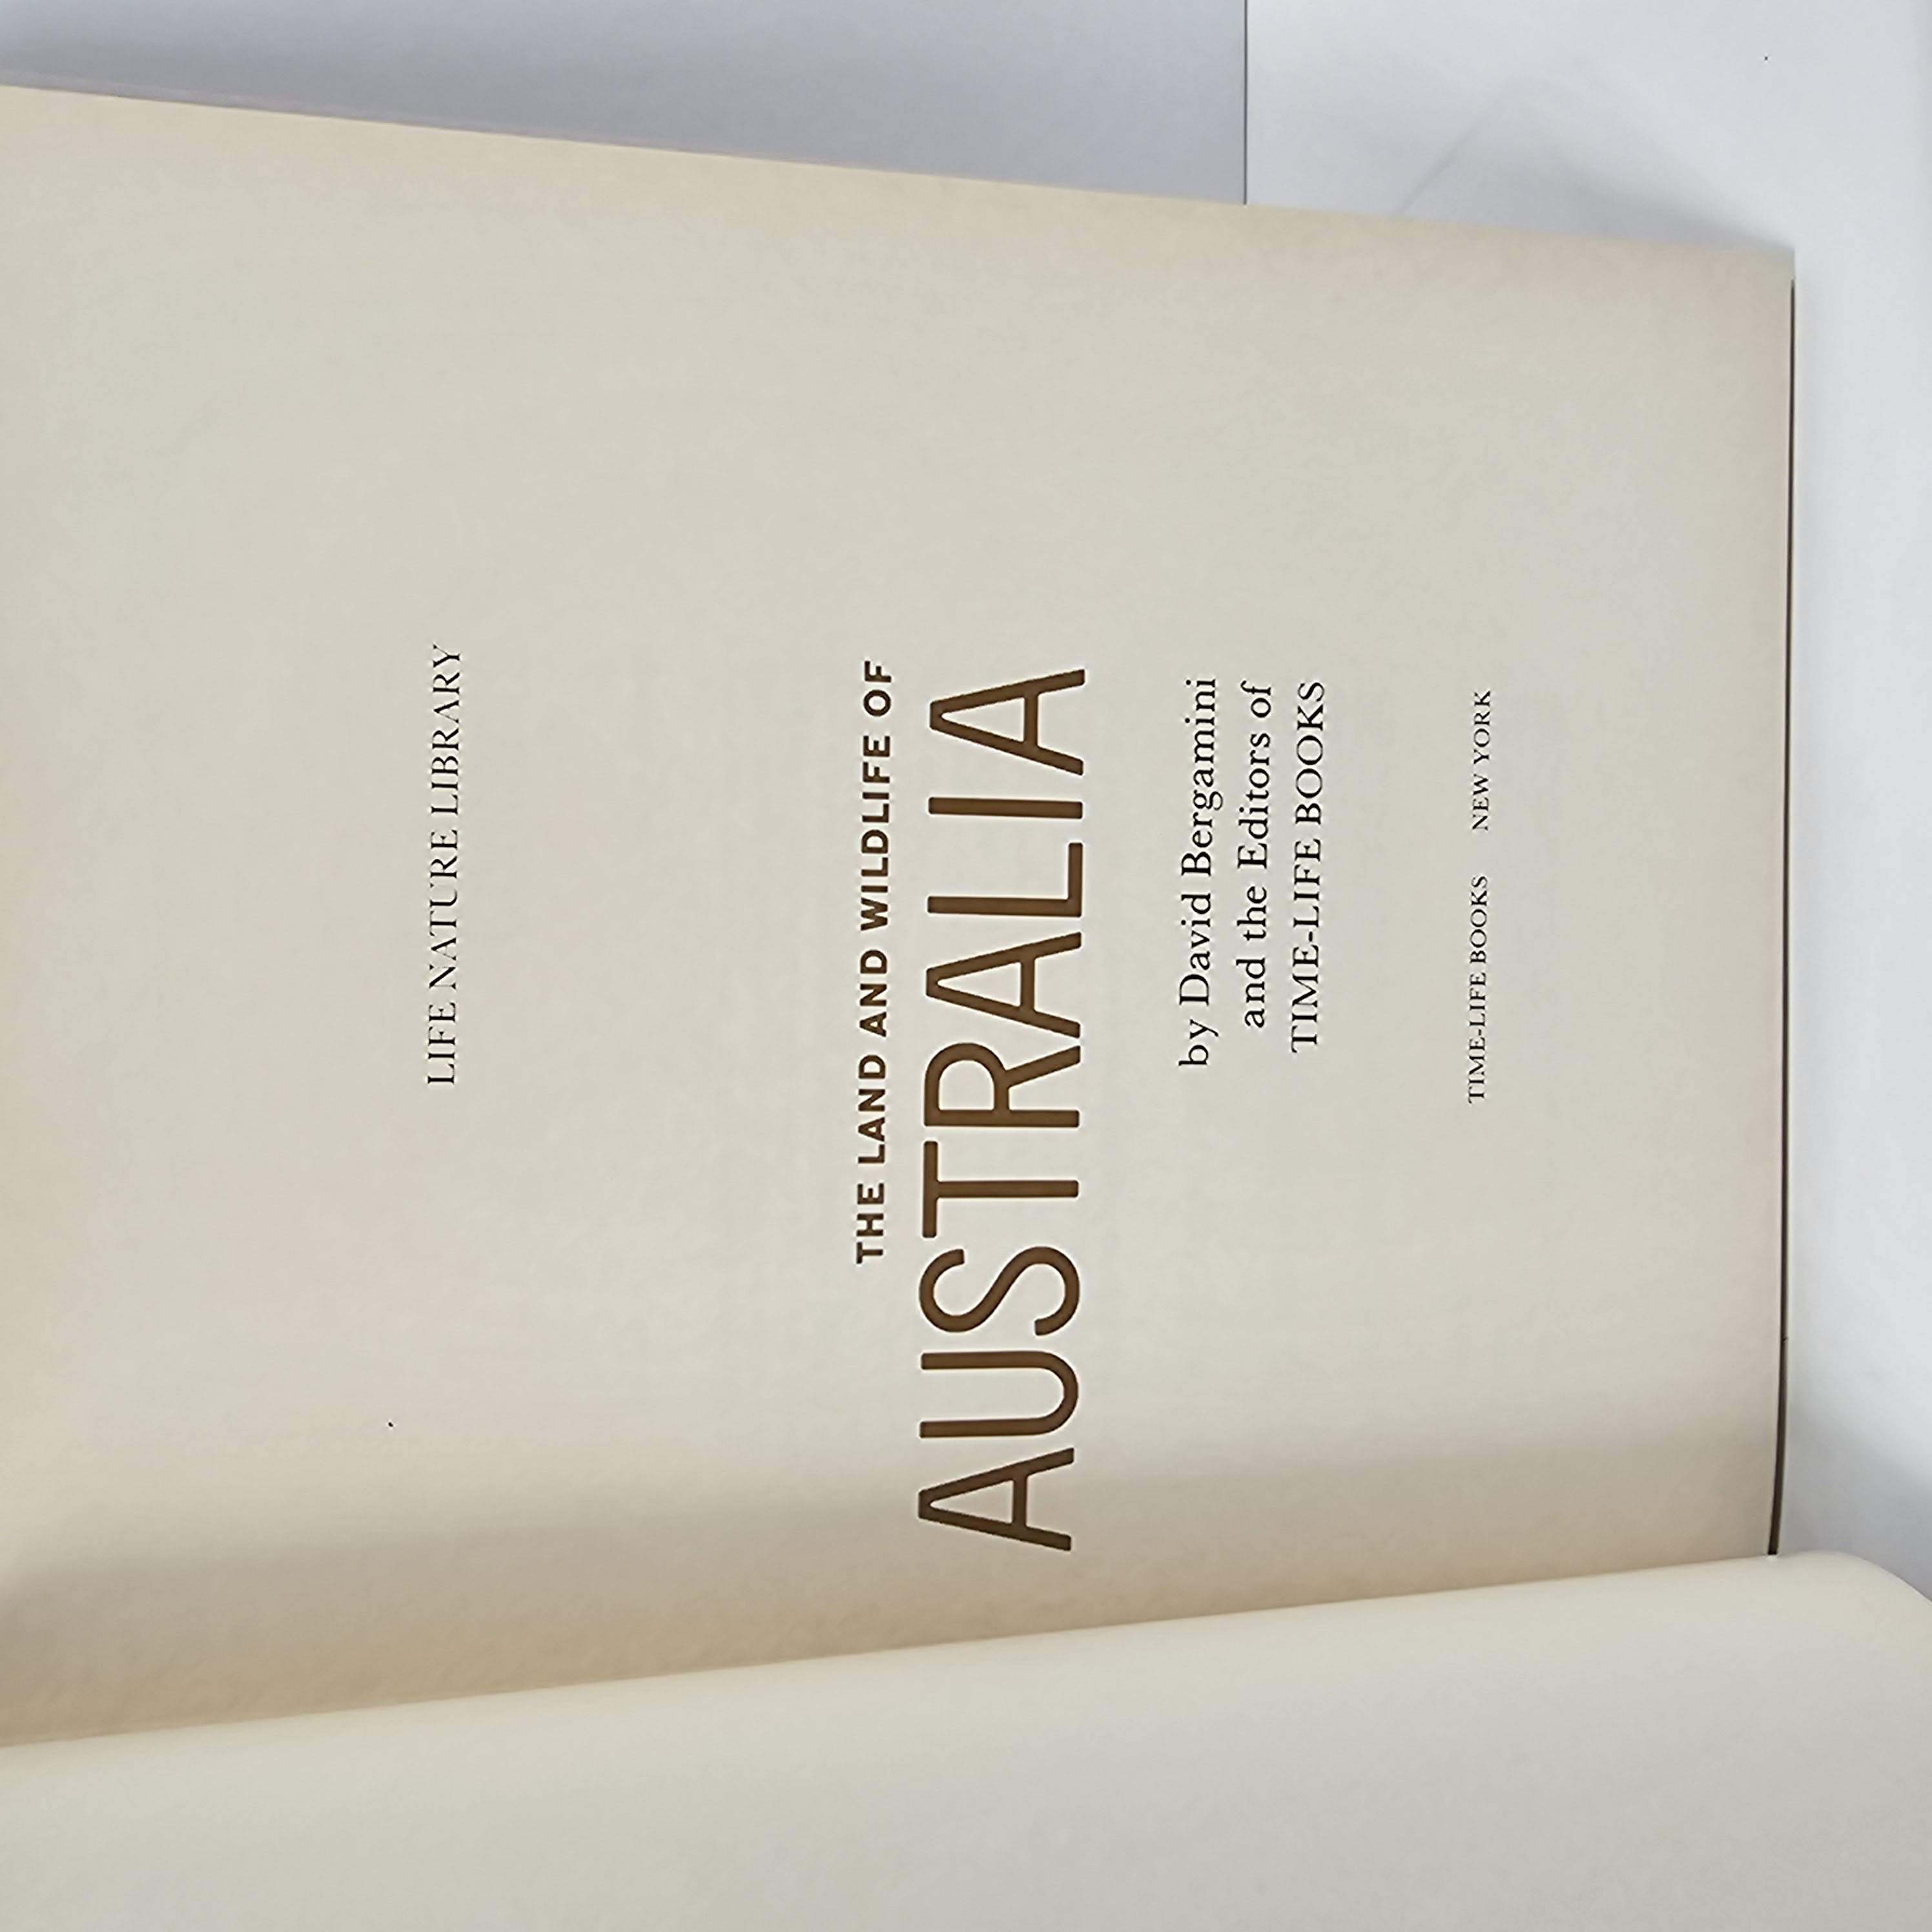 LIFE NATURE LIBRARY
THE LAND AND WILDLIFE OF
AUSTRALIA
by David Bergamini
and the Editors of
TIME-LIFE BOOKS
TIME-LIFE BOOKS NEW YORK